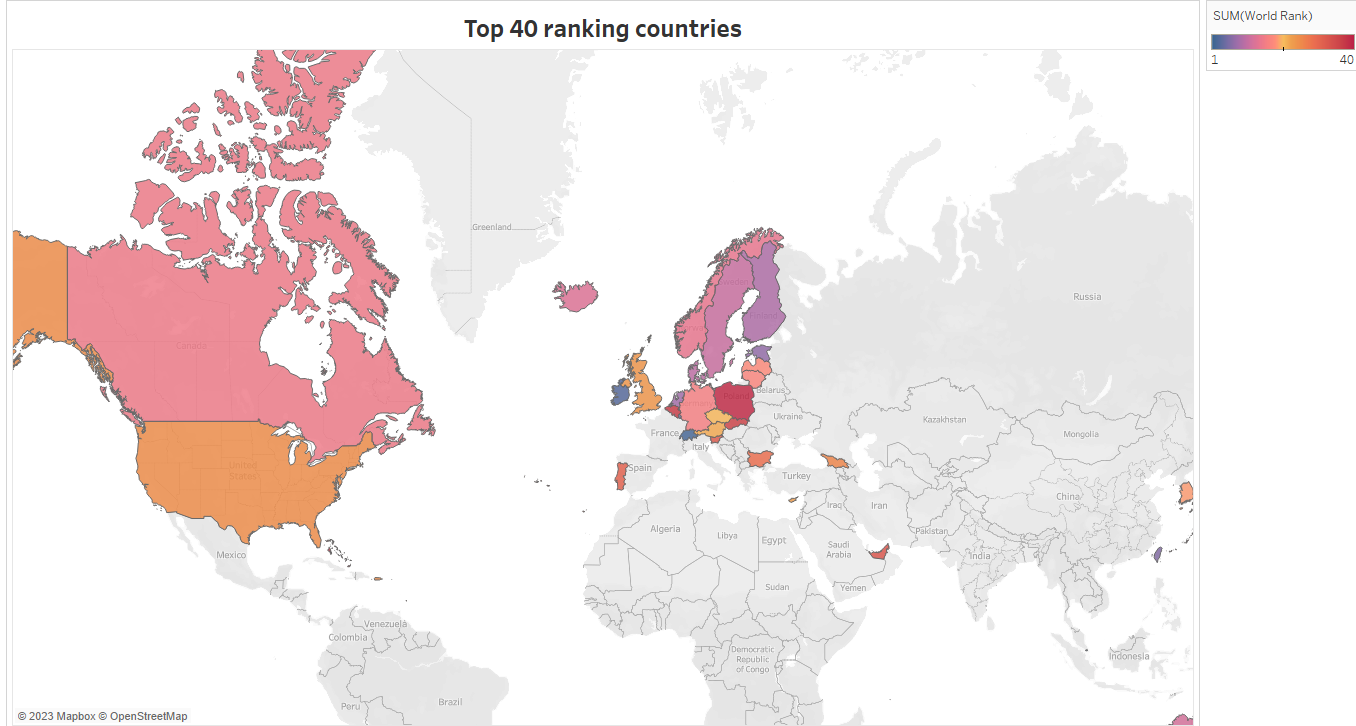 Top 40 ranking countries
SUM(World Rank)
1
40
Greenland
Russia
Canada
Finland
Poland
Belarus
Ukraine
Kazakhstan
Mongolia
France
Italy
United
States
Spain
Turkey
China
Iraq
Iran
Algeria
Libya
Egypt
Pakistan
Saudi
Arabia
India
Mexico
Sudan
Yemen
Venezuela
Colombia
Democratic
Republic
of Congo
Indonesia
Brazil
Peru
© 2023 Mapbox © OpenStreetMap